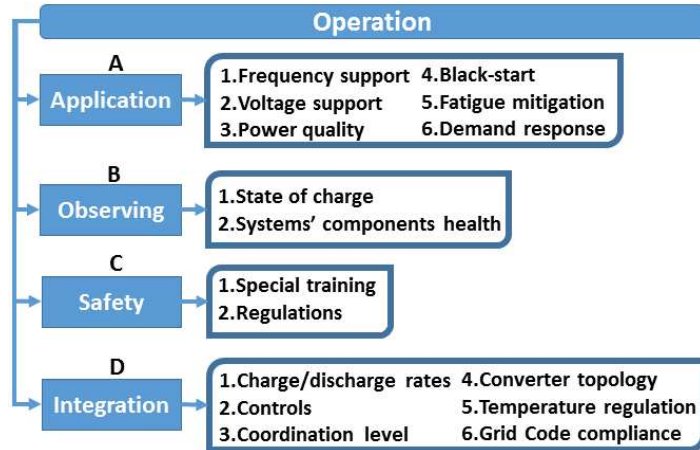 Operation
A
Application
1.Frequency support 4.Black-start
2.Voltage support 5.Fatigue mitigation
3.Power quality 6.Demand response
B
Observing
1.State of charge
2.Systems’ components health
C
Safety
1.Special training
2.Regulations
D
Integration
1.Charge/discharge rates 4.Converter topology
2.Controls 5.Temperature regulation
3.Coordination level 6.Grid Code compliance